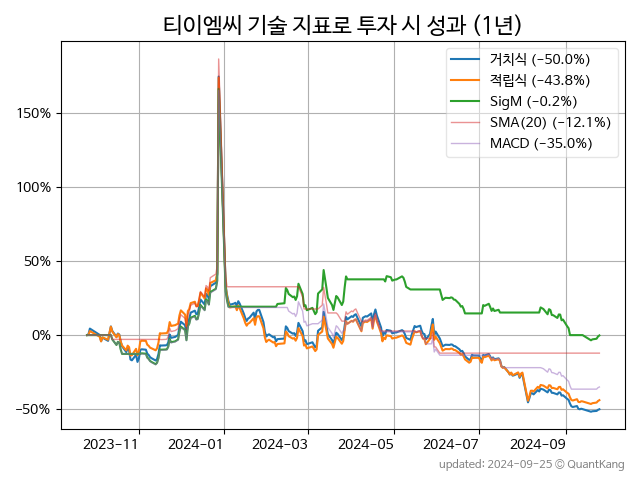 티이엠씨 기술 지표로 투자 시 성과 (1년)
거치식 (−50.0%)
적립식 (−43.8%)
SigM (−0.2%)
SMA(20) (−12.1%)
MACD (−35.0%)
150%
100%
50%
0%
−50%
2023-11 2024-01 2024-03 2024-05 2024-07 2024-09
updated: 2024-09-25 © QuantKang